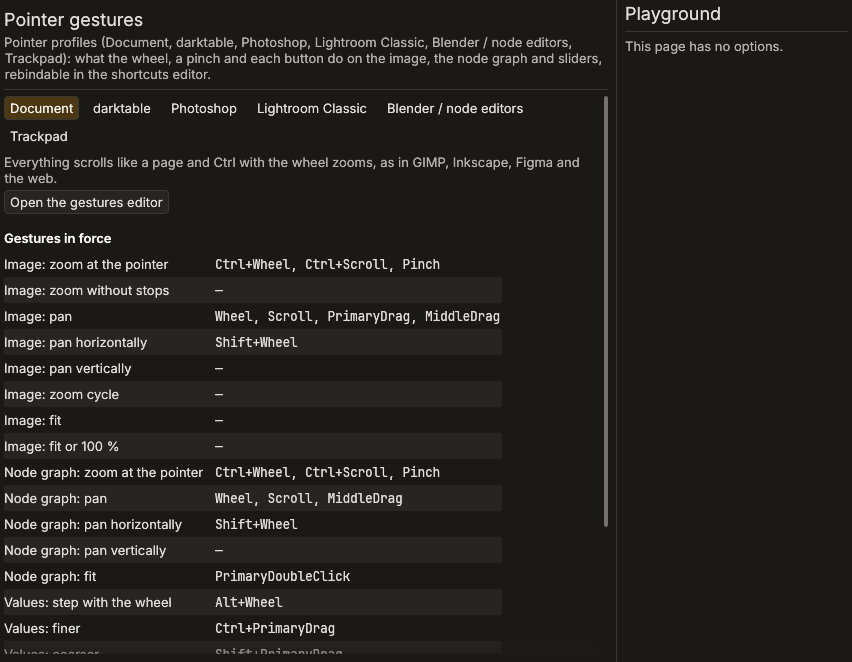 Pointer gestures
Pointer profiles (Document, darktable, Photoshop, Lightroom Classic, Blender / node editors,
Trackpad): what the wheel, a pinch and each button do on the image, the node graph and sliders,
rebindable in the shortcuts editor.
Document darktable Photoshop Lightroom Classic Blender / node editors
Trackpad
Everything scrolls like a page and Ctrl with the wheel zooms, as in GIMP, Inkscape, Figma and
the web.
Open the gestures editor
Gestures in force
Image: zoom at the pointer Ctrl+Wheel, Ctrl+Scroll, Pinch
Image: zoom without stops —
Image: pan Wheel, Scroll, PrimaryDrag, MiddleDrag
Image: pan horizontally Shift+Wheel
Image: pan vertically —
Image: zoom cycle —
Image: fit —
Image: fit or 100 % —
Node graph: zoom at the pointer Ctrl+Wheel, Ctrl+Scroll, Pinch
Node graph: pan Wheel, Scroll, MiddleDrag
Node graph: pan horizontally Shift+Wheel
Node graph: pan vertically —
Node graph: fit PrimaryDoubleClick
Values: step with the wheel Alt+Wheel
Values: finer Ctrl+PrimaryDrag
Values: coarser Shift+PrimaryDrag
Playground
This page has no options.